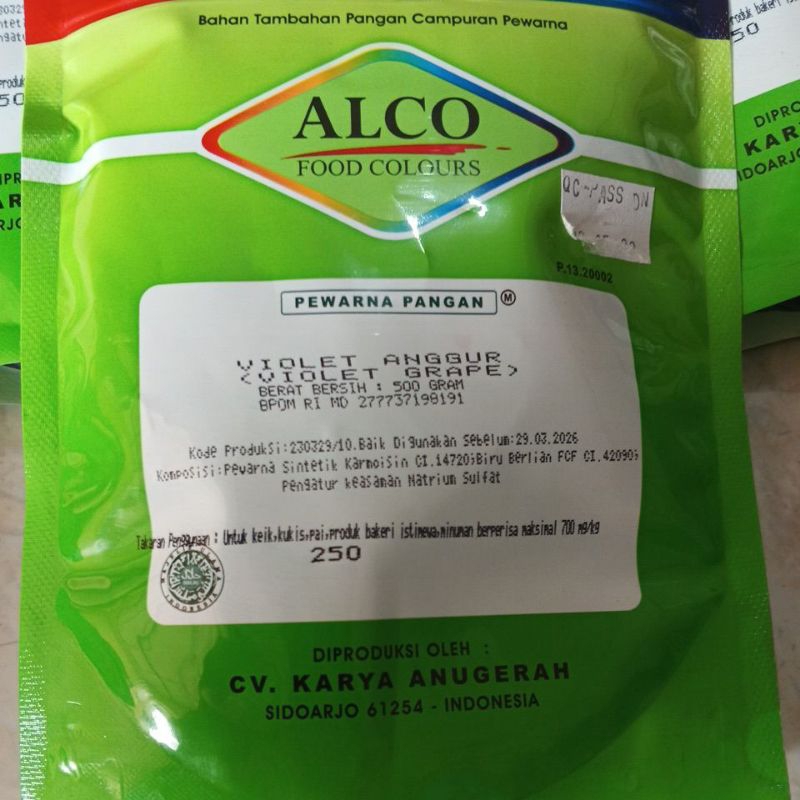 Bahan Tambahan Pangan Campuran Pewarna
ALCO
FOOD COLOURS
QC-PASS ON
P.13.20002
PEWARNA PANGAN M
VIOLET ANGGUR
<VIOLET GRAPE>
BERAT BERSIH : 500 GRAM
BPOM RI MD 277737198191
Kode Produksi:230329/10.Baik Digunakan Sebelum:29.03.2026
Komposisi:Pewarna Sintetik Karmoisin CI.14720;Biru Berlian FCF CI.42090;
Pengatur keasaman Natrium Sulfat
Takaran Penggunaan : Untuk keik,kukis,pai,produk bakeri istimewa,minuman berperisa maksimal 700 mg/kg
250
DIPRODUKSI OLEH :
CV. KARYA ANUGERAH
SIDOARJO 61254 - INDONESIA